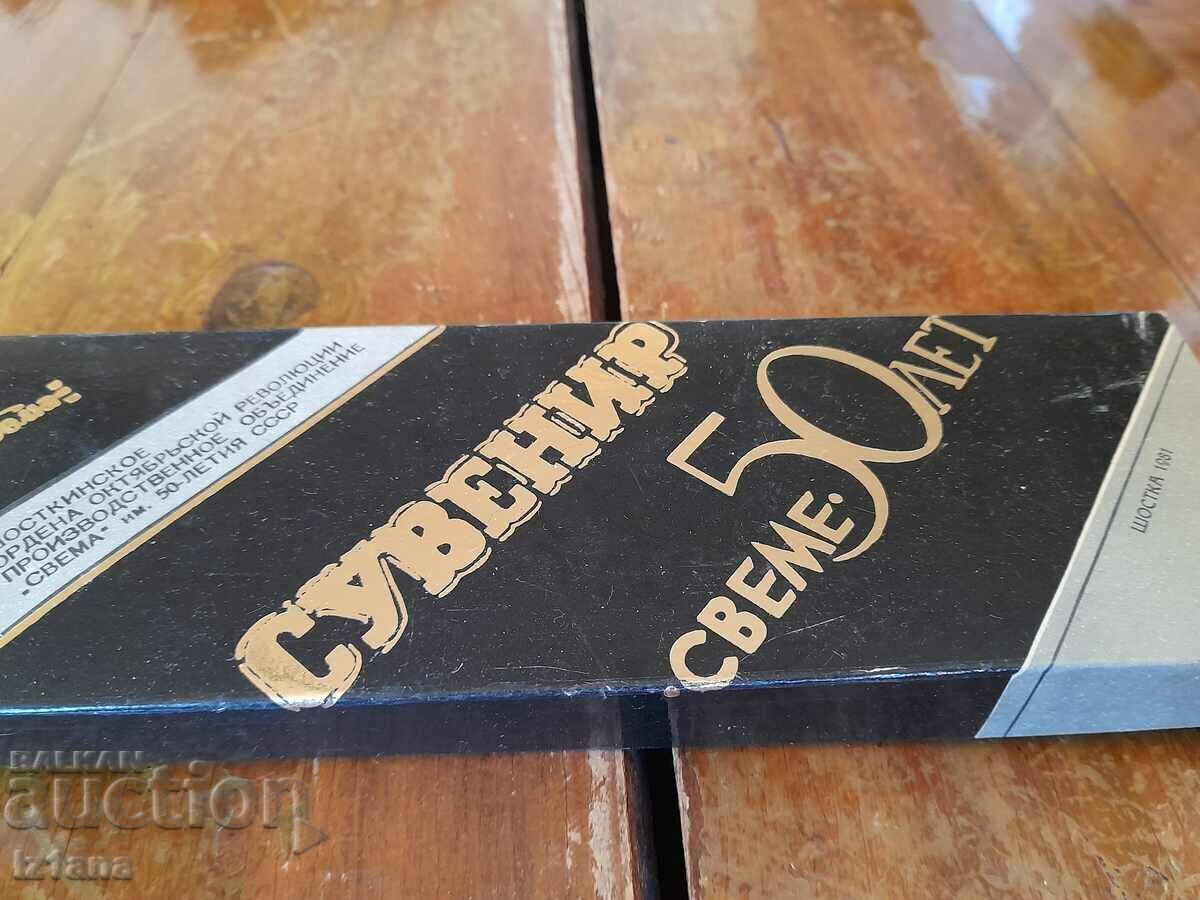 ШОСТКИНСКОЕ
ОРДЕНА ОКТЯБРЬСКОЙ РЕВОЛЮЦИИ
ПРОИЗВОДСТВЕННОЕ ОБЪЕДИНЕНИЕ
"СВЕМА" им. 50-ЛЕТИЯ СССР
СУВЕНИР
СВЕМЕ·50 ЛЕТ
ШОСТКА 1981
BALKAN
auction
iz1ana